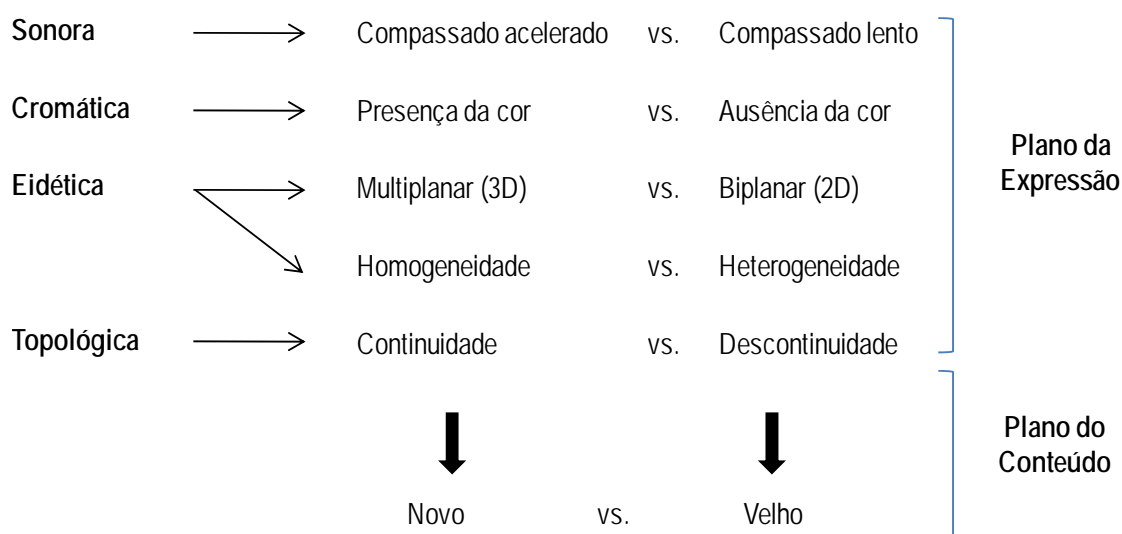 Sonora Compassado acelerado vs. Compassado lento
Cromática Presença da cor vs. Ausência da cor
Eidética Multiplanar (3D) vs. Biplanar (2D)
Homogeneidade vs. Heterogeneidade
Topológica Continuidade vs. Descontinuidade
Plano da
Expressão
Novo vs. Velho
Plano do
Conteúdo